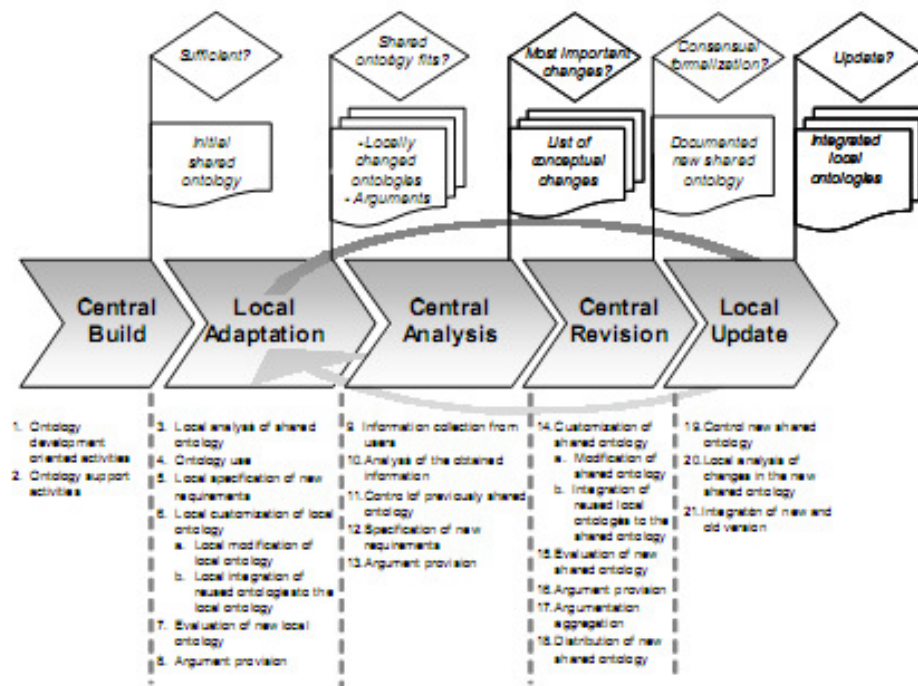 Sufficient?
Shared
ontology fits?
Most important
changes?
Consensual
formalization?
Update?
Initial
shared
ontology
- Locally
changed
ontologies
- Arguments
List of
conceptual
changes
Documented
new shared
ontology
Integrated
local
ontologies
Central
Build
Local
Adaptation
Central
Analysis
Central
Revision
Local
Update
1. Ontology
development
oriented activities
2. Ontology support
activities
3. Local analysis of shared
ontology
4. Ontology use
5. Local specification of new
requirements
6. Local customization of local
ontology
a. Local modification of
local ontology
b. Local integration of
reused ontologies to the
local ontology
7. Evaluation of new local
ontology
8. Argument provision
9. Information collection from
users
10. Analysis of the obtained
information
11. Control of previously shared
ontology
12. Specification of new
requirements
13. Argument provision
14. Customization of
shared ontology
a. Modification of
shared ontology
b. Integration of
reused local
ontologies to the
shared ontology
15. Evaluation of new
shared ontology
16. Argument provision
17. Argumentation
aggregation
18. Distribution of new
shared ontology
19. Control new shared
ontology
20. Local analysis of
changes in the new
shared ontology
21. Integration of new and
old version